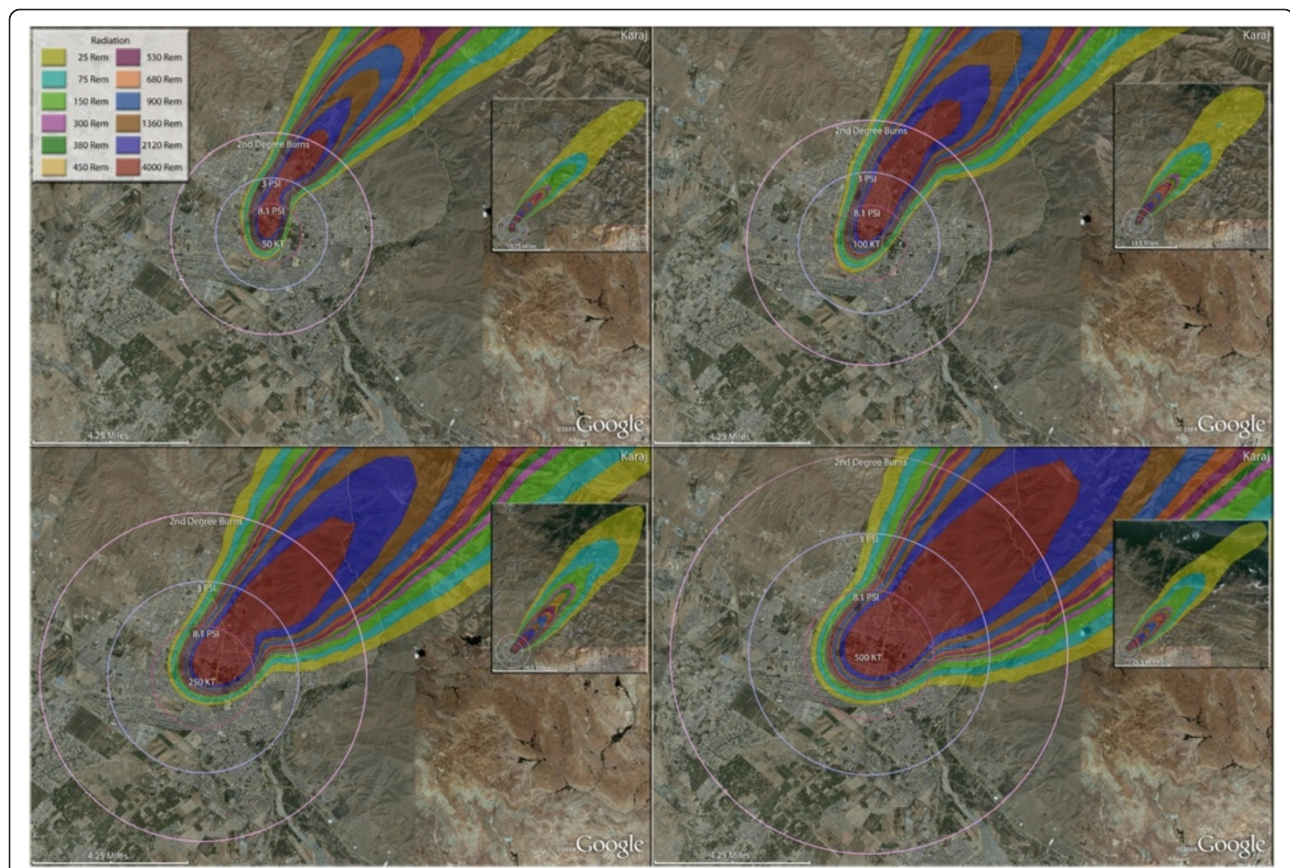 Radiation
25 Rem 530 Rem
75 Rem 680 Rem
150 Rem 900 Rem
300 Rem 1360 Rem
380 Rem 2120 Rem
450 Rem 4000 Rem
Karaj
2nd Degree Burns
3 PSI
8.1 PSI
50 KT
4.25 Miles
Google
Karaj
2nd Degree Burns
3 PSI
8.1 PSI
100 KT
4.25 Miles
Google
Karaj
2nd Degree Burns
3 PSI
8.1 PSI
250 KT
4.25 Miles
Google
Karaj
2nd Degree Burns
3 PSI
8.1 PSI
500 KT
4.25 Miles
Google